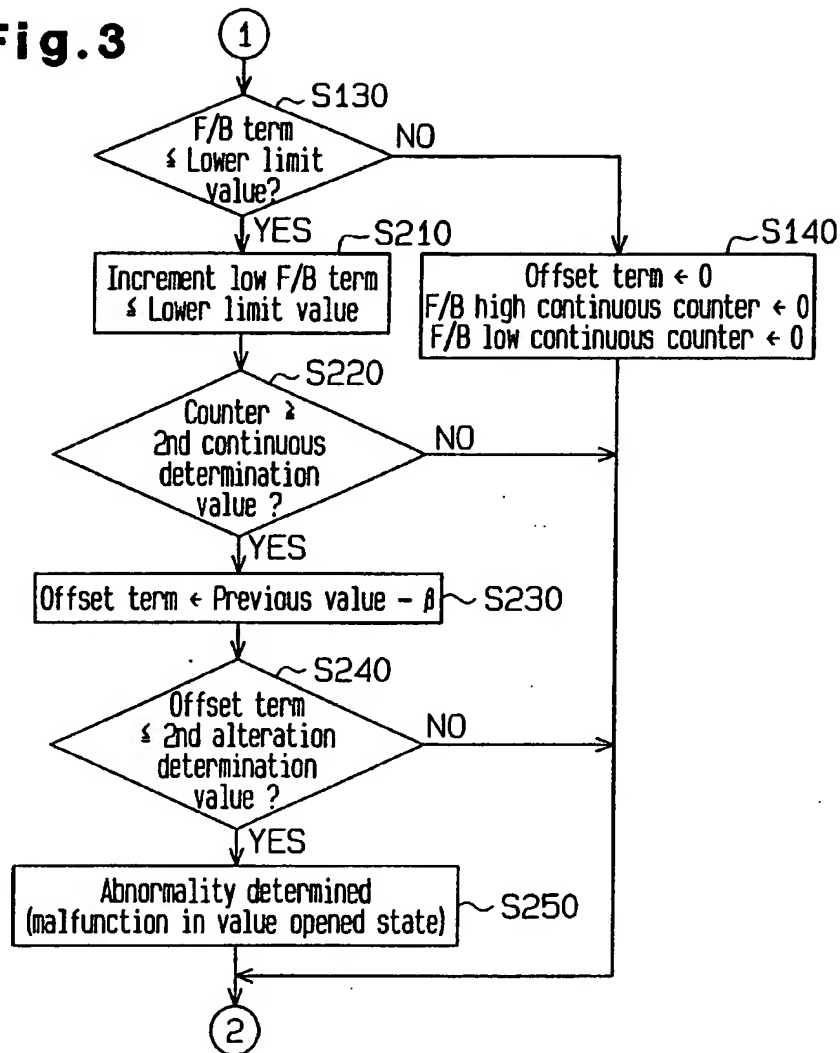 Fig.3
1
S130
F/B term
≦ Lower limit
value?
NO
YES
S210
Increment low F/B term
≦ Lower limit value
S140
Offset term ← 0
F/B high continuous counter ← 0
F/B low continuous counter ← 0
S220
Counter ≧
2nd continuous
determination
value ?
NO
YES
Offset term ← Previous value - β
S230
S240
Offset term
≦ 2nd alteration
determination
value ?
NO
YES
Abnormality determined
(malfunction in value opened state)
S250
2